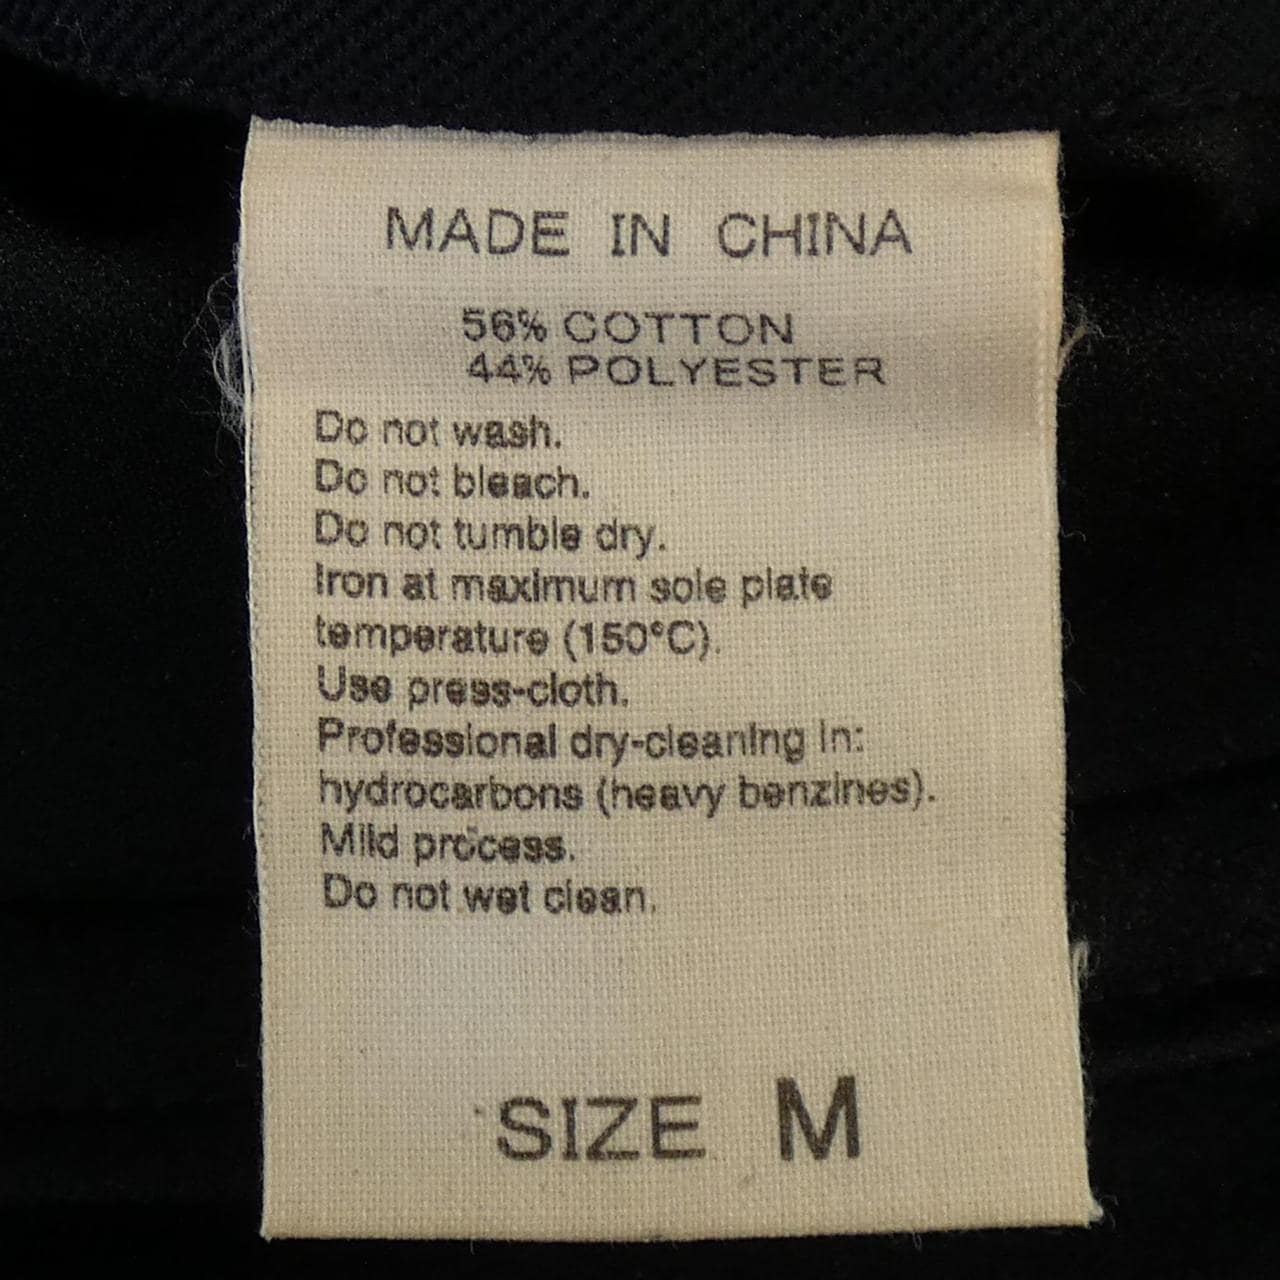 MADE IN CHINA
56% COTTON
44% POLYESTER
Do not wash.
Do not bleach.
Do not tumble dry.
Iron at maximum sole plate
temperature (150°C).
Use press-cloth.
Professional dry-cleaning in:
hydrocarbons (heavy benzines).
Mild process.
Do not wet clean.
SIZE M